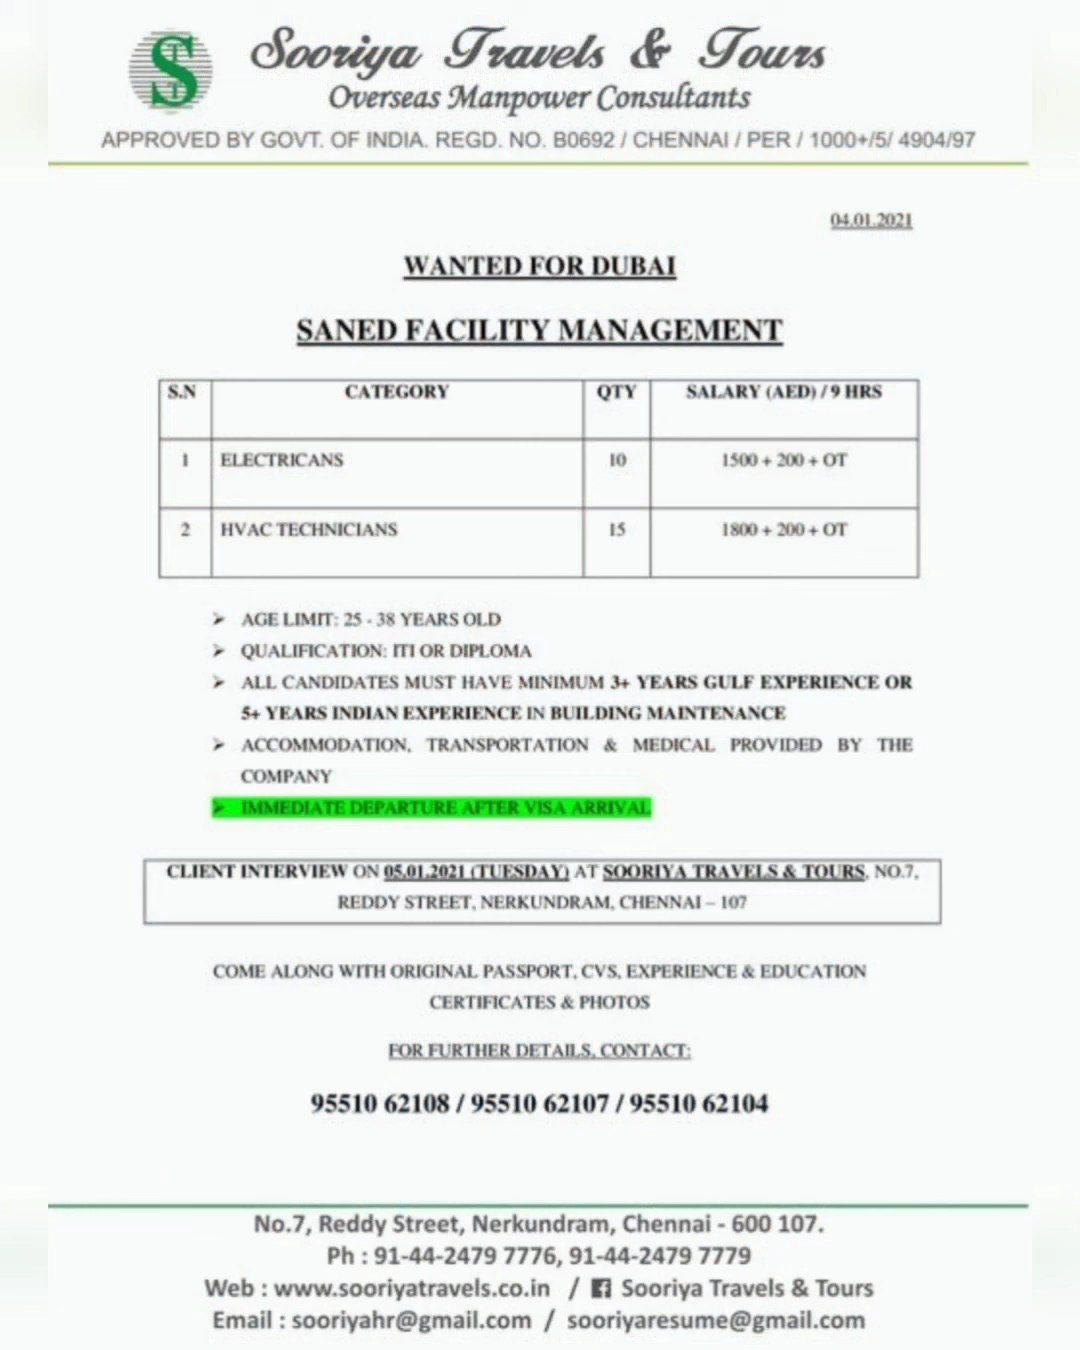 Sooriya Travels & Tours
Overseas Manpower Consultants
APPROVED BY GOVT. OF INDIA. REGD. NO. B0692 / CHENNAI / PER / 1000+/5/ 4904/97
04.01.2021
WANTED FOR DUBAI
SANED FACILITY MANAGEMENT
S.N CATEGORY QTY SALARY (AED) / 9 HRS
1 ELECTRICANS 10 1500 + 200 + OT
2 HVAC TECHNICIANS 15 1800 + 200 + OT
➢ AGE LIMIT: 25 - 38 YEARS OLD
➢ QUALIFICATION: ITI OR DIPLOMA
➢ ALL CANDIDATES MUST HAVE MINIMUM 3+ YEARS GULF EXPERIENCE OR
5+ YEARS INDIAN EXPERIENCE IN BUILDING MAINTENANCE
➢ ACCOMMODATION, TRANSPORTATION & MEDICAL PROVIDED BY THE
COMPANY
➢ IMMEDIATE DEPARTURE AFTER VISA ARRIVAL
CLIENT INTERVIEW ON 05.01.2021 (TUESDAY) AT SOORIYA TRAVELS & TOURS, NO.7,
REDDY STREET, NERKUNDRAM, CHENNAI – 107
COME ALONG WITH ORIGINAL PASSPORT, CVS, EXPERIENCE & EDUCATION
CERTIFICATES & PHOTOS
FOR FURTHER DETAILS, CONTACT:
95510 62108 / 95510 62107 / 95510 62104
No.7, Reddy Street, Nerkundram, Chennai - 600 107.
Ph : 91-44-2479 7776, 91-44-2479 7779
Web : www.sooriyatravels.co.in / f Sooriya Travels & Tours
Email : sooriyahr@gmail.com / sooriyaresume@gmail.com